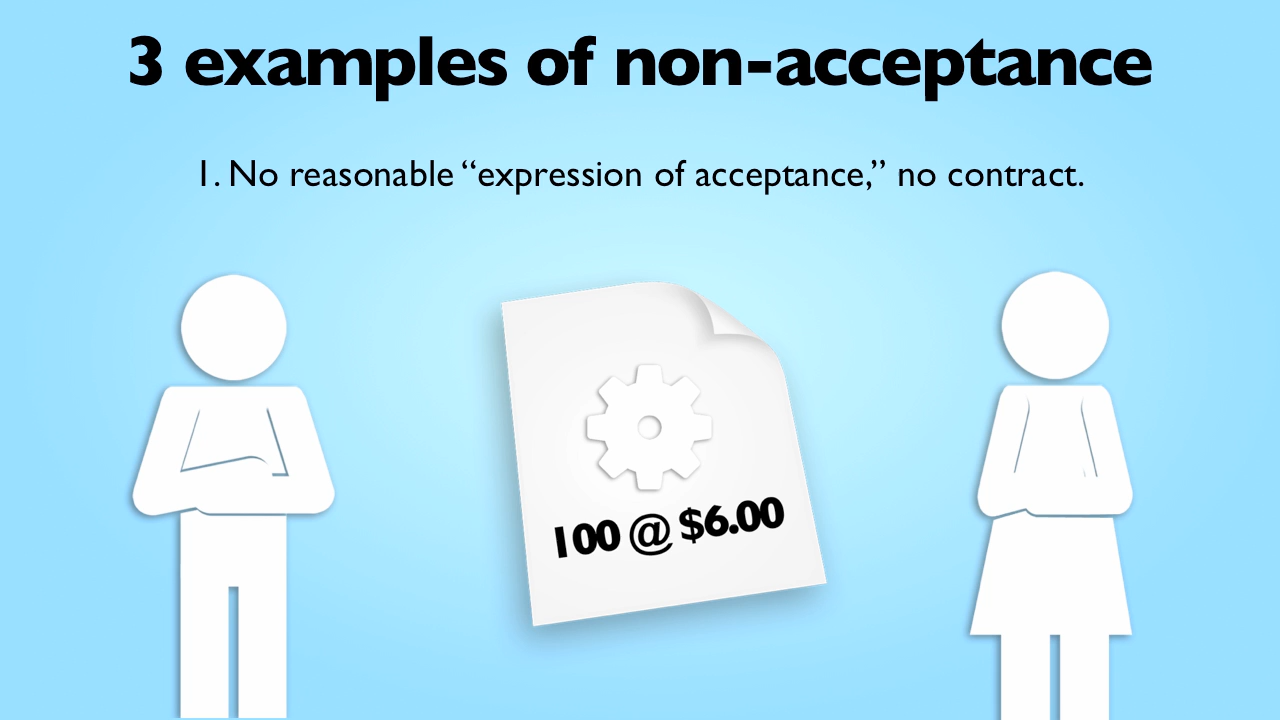 3 examples of non-acceptance
1. No reasonable “expression of acceptance,” no contract.
100 @ $6.00